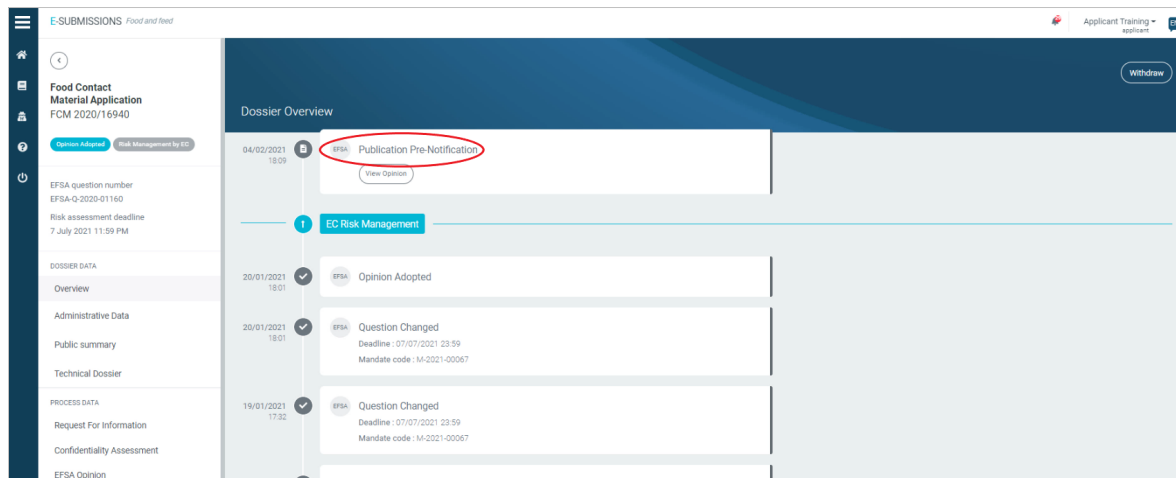 E-SUBMISSIONS Food and feed
Applicant Training
applicant
Food Contact
Material Application
FCM 2020/16940
Opinion Adopted
Risk Management by EC
EFSA question number
EFSA-Q-2020-01160
Risk assessment deadline
7 July 2021 11:59 PM
DOSSIER DATA
Overview
Administrative Data
Public summary
Technical Dossier
PROCESS DATA
Request For Information
Confidentiality Assessment
EFSA Opinion
Withdraw
Dossier Overview
04/02/2021
18:09
EFSA Publication Pre-Notification
View Opinion
EC Risk Management
20/01/2021
18:01
EFSA Opinion Adopted
20/01/2021
18:01
EFSA Question Changed
Deadline : 07/07/2021 23:59
Mandate code : M-2021-00067
19/01/2021
17:32
EFSA Question Changed
Deadline : 07/07/2021 23:59
Mandate code : M-2021-00067